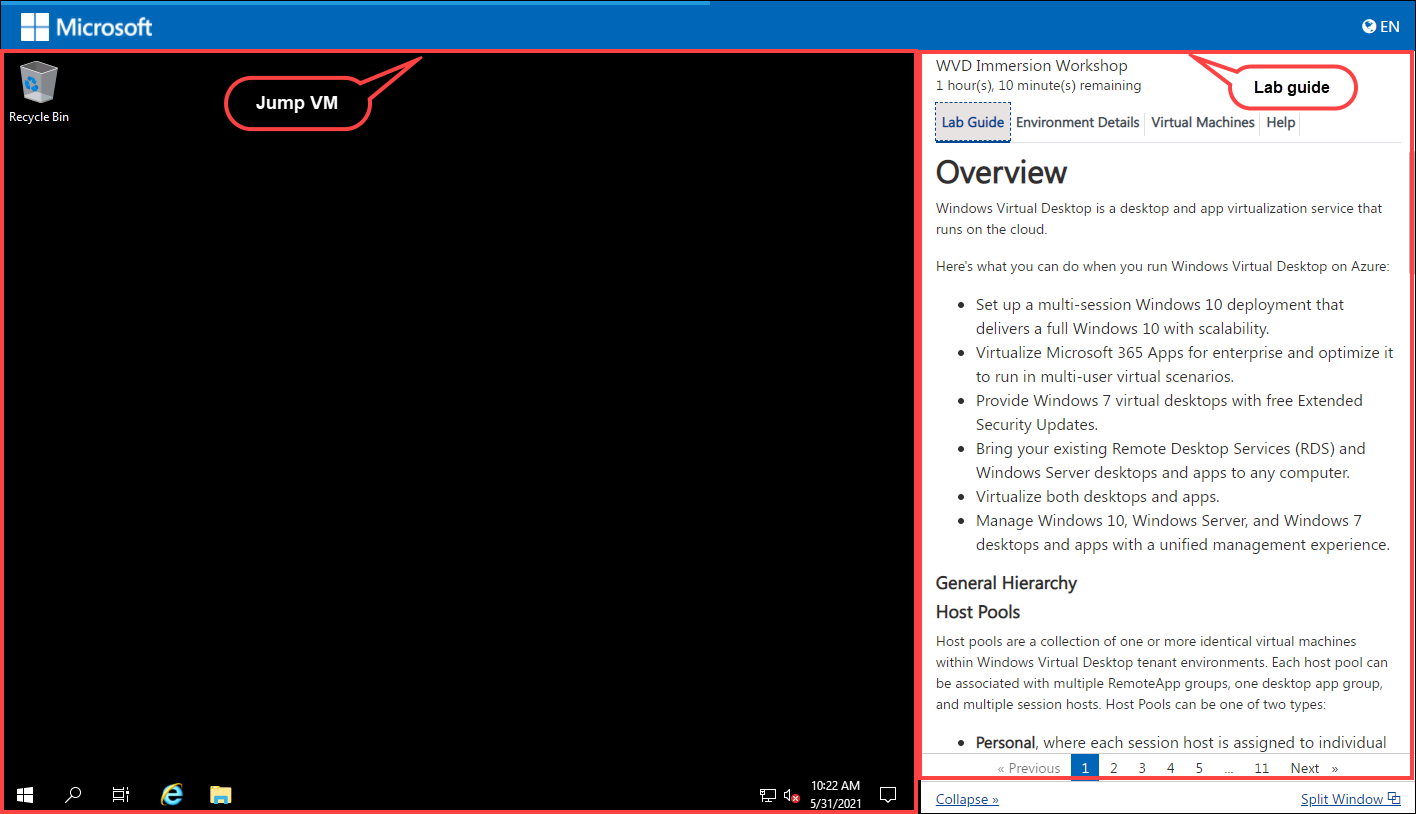 Microsoft
EN
Recycle Bin
Jump VM
10:22 AM
5/31/2021
Lab guide
WVD Immersion Workshop
1 hour(s), 10 minute(s) remaining
Lab Guide Environment Details Virtual Machines Help
Overview
Windows Virtual Desktop is a desktop and app virtualization service that
runs on the cloud.
Here's what you can do when you run Windows Virtual Desktop on Azure:
• Set up a multi-session Windows 10 deployment that
delivers a full Windows 10 with scalability.
• Virtualize Microsoft 365 Apps for enterprise and optimize it
to run in multi-user virtual scenarios.
• Provide Windows 7 virtual desktops with free Extended
Security Updates.
• Bring your existing Remote Desktop Services (RDS) and
Windows Server desktops and apps to any computer.
• Virtualize both desktops and apps.
• Manage Windows 10, Windows Server, and Windows 7
desktops and apps with a unified management experience.
General Hierarchy
Host Pools
Host pools are a collection of one or more identical virtual machines
within Windows Virtual Desktop tenant environments. Each host pool can
be associated with multiple RemoteApp groups, one desktop app group,
and multiple session hosts. Host Pools can be one of two types:
• Personal, where each session host is assigned to individual
« Previous 1 2 3 4 5 ... 11 Next »
Collapse » Split Window